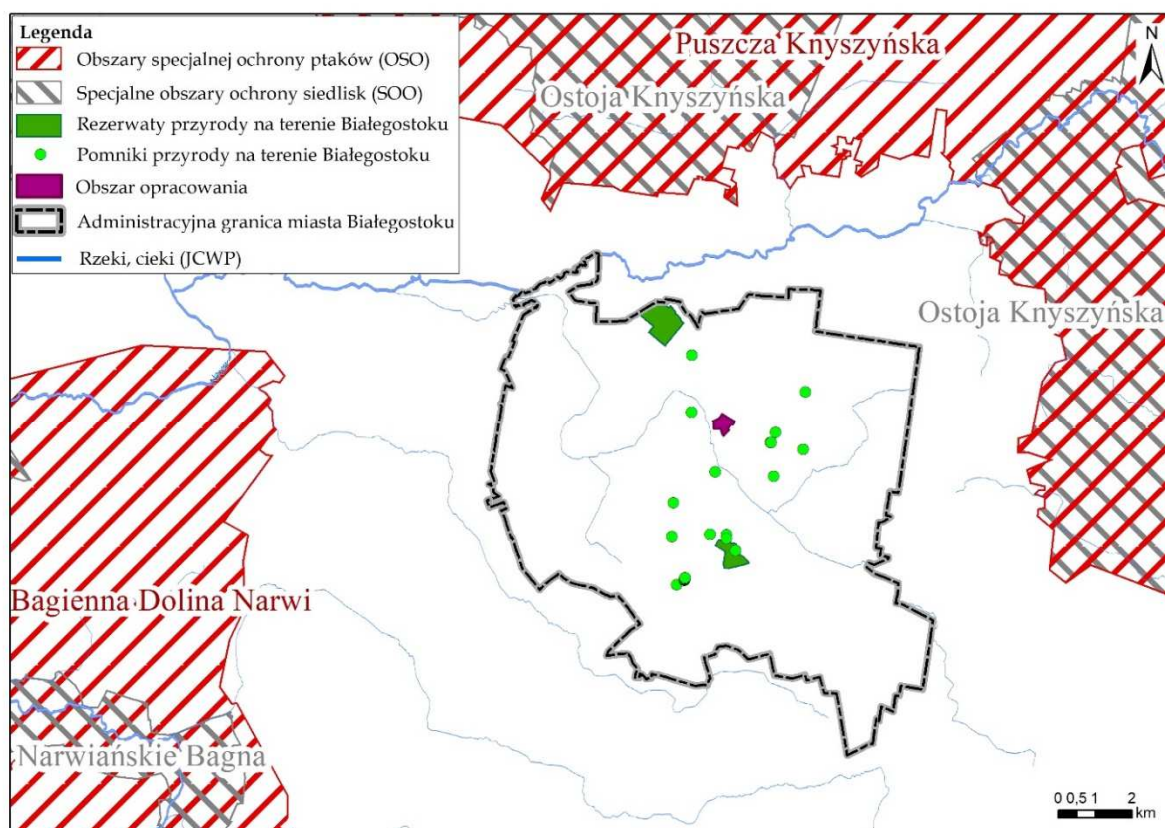 Legenda
Obszary specjalnej ochrony ptaków (OSO)
Specjalne obszary ochrony siedlisk (SOO)
Rezerwaty przyrody na terenie Białegostoku
Pomniki przyrody na terenie Białegostoku
Obszar opracowania
Administracyjna granica miasta Białegostoku
Rzeki, cieki (JCWP)
Puszcza Knyszyńska
Ostoja Knyszyńska
N
Ostoja Knyszyńska
Bagienna Dolina Narwi
Narwiańskie Bagna
0 0,5 1 2
km